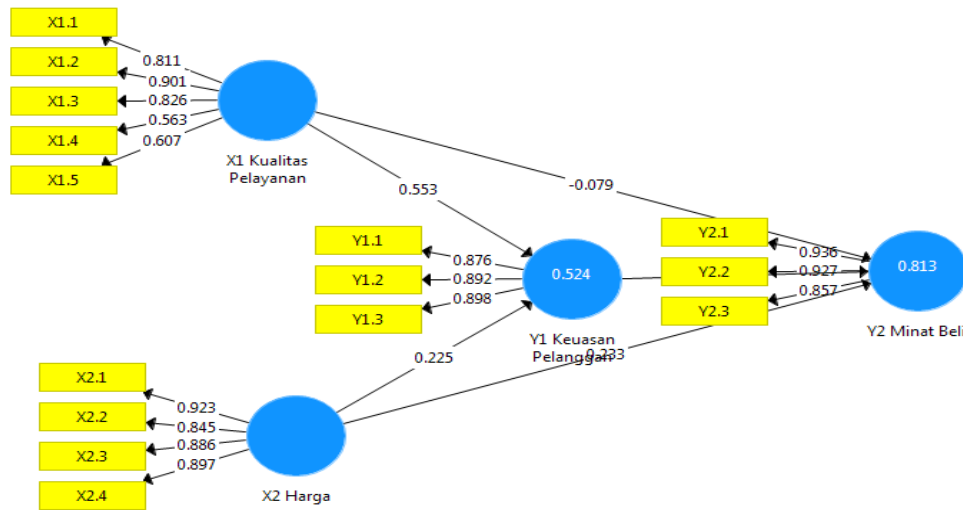 X1.1
X1.2
X1.3
X1.4
X1.5
0.811
0.901
0.826
0.563
0.607
X1 Kualitas
Pelayanan
0.553
-0.079
Y1.1
Y1.2
Y1.3
0.876
0.892
0.898
0.524
Y1 Keuasan
Pelanggan
Y2.1
Y2.2
Y2.3
0.936
0.927
0.857
0.813
Y2 Minat Beli
0.225
0.233
X2.1
X2.2
X2.3
X2.4
0.923
0.845
0.886
0.897
X2 Harga